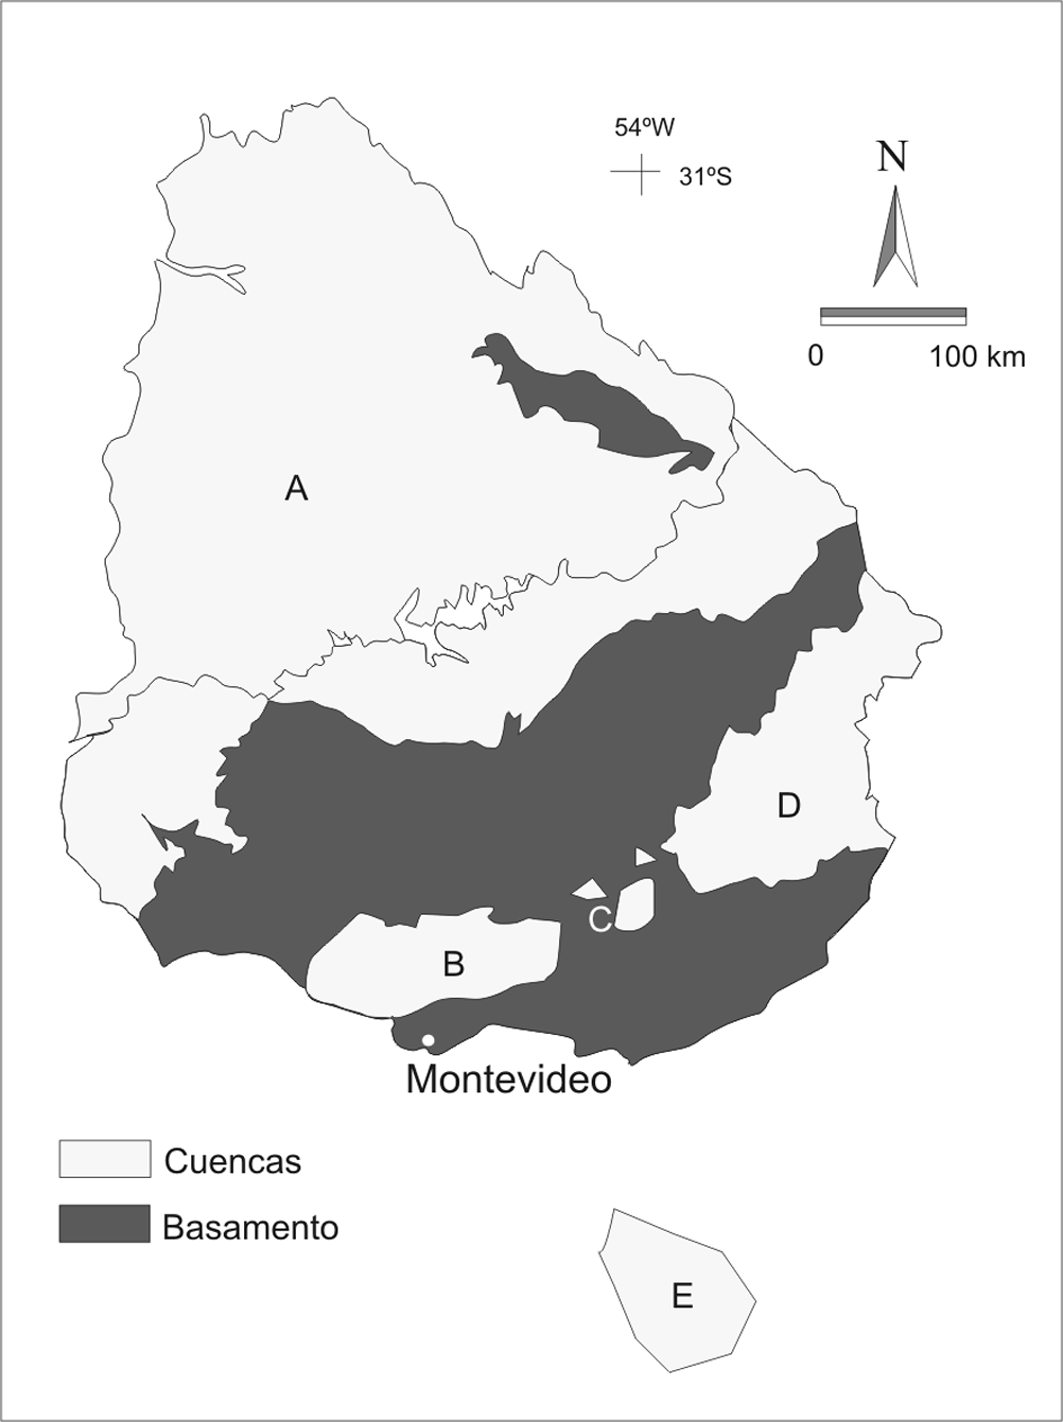 54ºW
31ºS
N
0 100 km
A
D
C
B
Montevideo
Cuencas
Basamento
E